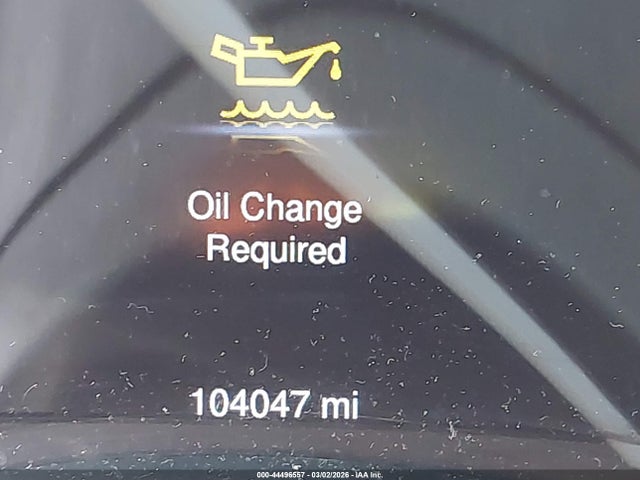 Oil Change
Required
104047 mi
000-44496557 - 03/02/2026 - IAA Inc.